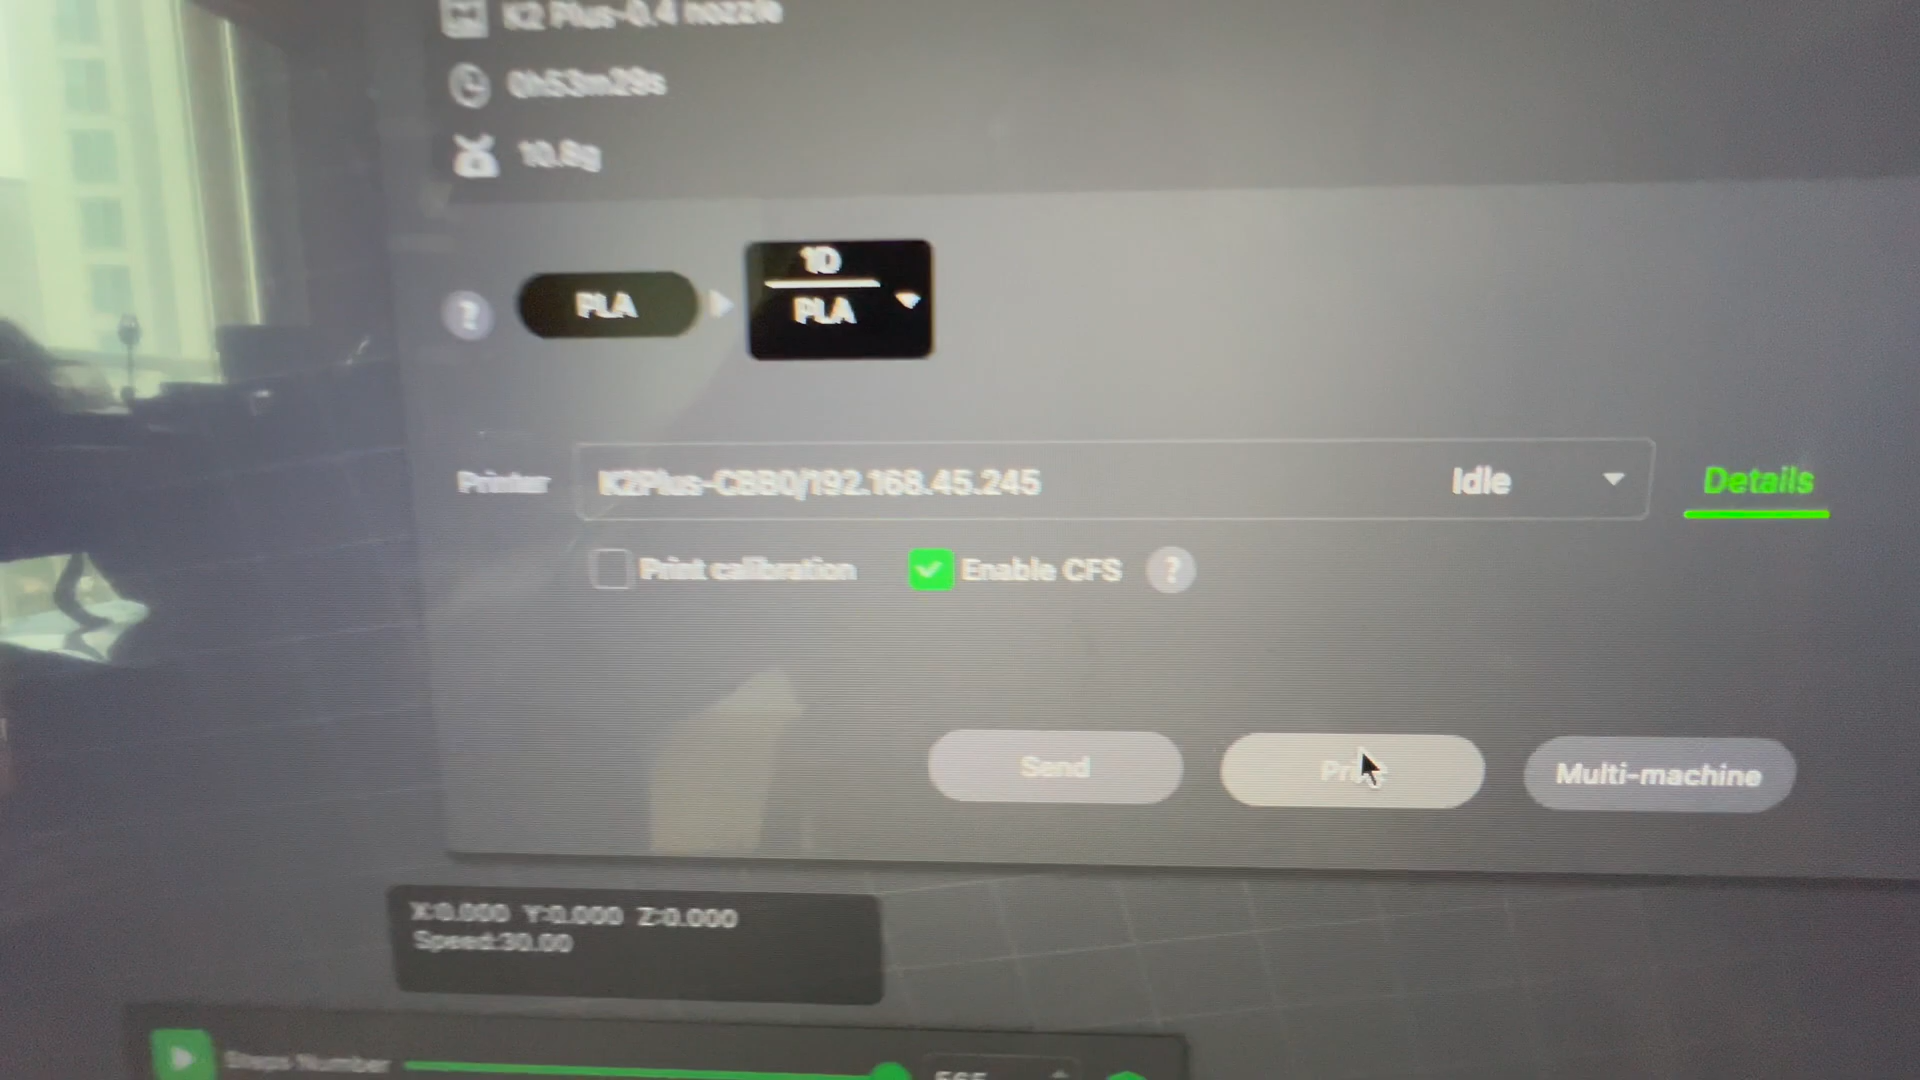 K2 Plus-0.4 nozzle
0h53m29s
10.8g
? PLA 1D
PLA
Printer K2Plus-CBB0/192.168.45.245 Idle Details
Print calibration Enable CFS ?
Send Multi-machine
X:0.000 Y:0.000 Z:0.000
Speed:30.00
Steps Number 565